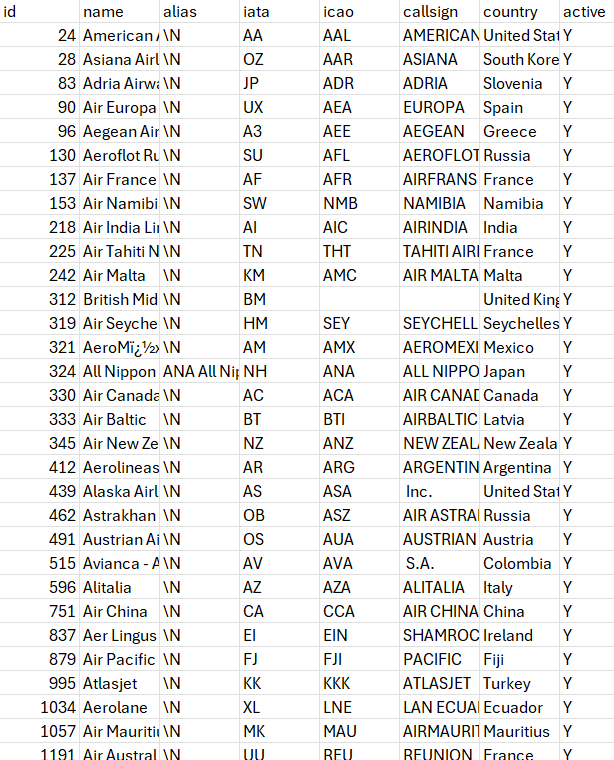 id name alias iata icao callsign country active
24 American A \N AA AAL AMERICAN United Stat Y
28 Asiana Airl \N OZ AAR ASIANA South Kore Y
83 Adria Airwa \N JP ADR ADRIA Slovenia Y
90 Air Europa \N UX AEA EUROPA Spain Y
96 Aegean Air \N A3 AEE AEGEAN Greece Y
130 Aeroflot Ru \N SU AFL AEROFLOT Russia Y
137 Air France \N AF AFR AIRFRANS France Y
153 Air Namibi \N SW NMB NAMIBIA Namibia Y
218 Air India Li \N AI AIC AIRINDIA India Y
225 Air Tahiti N \N TN THT TAHITI AIRI France Y
242 Air Malta \N KM AMC AIR MALTA Malta Y
312 British Mid \N BM United King Y
319 Air Seyche \N HM SEY SEYCHELL Seychelles Y
321 AeroMï¿½x \N AM AMX AEROMEXI Mexico Y
324 All Nippon ANA All Nip NH ANA ALL NIPPO Japan Y
330 Air Canada \N AC ACA AIR CANAD Canada Y
333 Air Baltic \N BT BTI AIRBALTIC Latvia Y
345 Air New Ze \N NZ ANZ NEW ZEAL New Zeala Y
412 Aerolineas \N AR ARG ARGENTIN Argentina Y
439 Alaska Airl \N AS ASA Inc. United Stat Y
462 Astrakhan \N OB ASZ AIR ASTRA Russia Y
491 Austrian Ai \N OS AUA AUSTRIAN Austria Y
515 Avianca - A \N AV AVA S.A. Colombia Y
596 Alitalia \N AZ AZA ALITALIA Italy Y
751 Air China \N CA CCA AIR CHINA China Y
837 Aer Lingus \N EI EIN SHAMROC Ireland Y
879 Air Pacific \N FJ FJI PACIFIC Fiji Y
995 Atlasjet \N KK KKK ATLASJET Turkey Y
1034 Aerolane \N XL LNE LAN ECUA Ecuador Y
1057 Air Mauriti \N MK MAU AIRMAURIT Mauritius Y
1191 Air Austral \N UU REU REUNION France Y